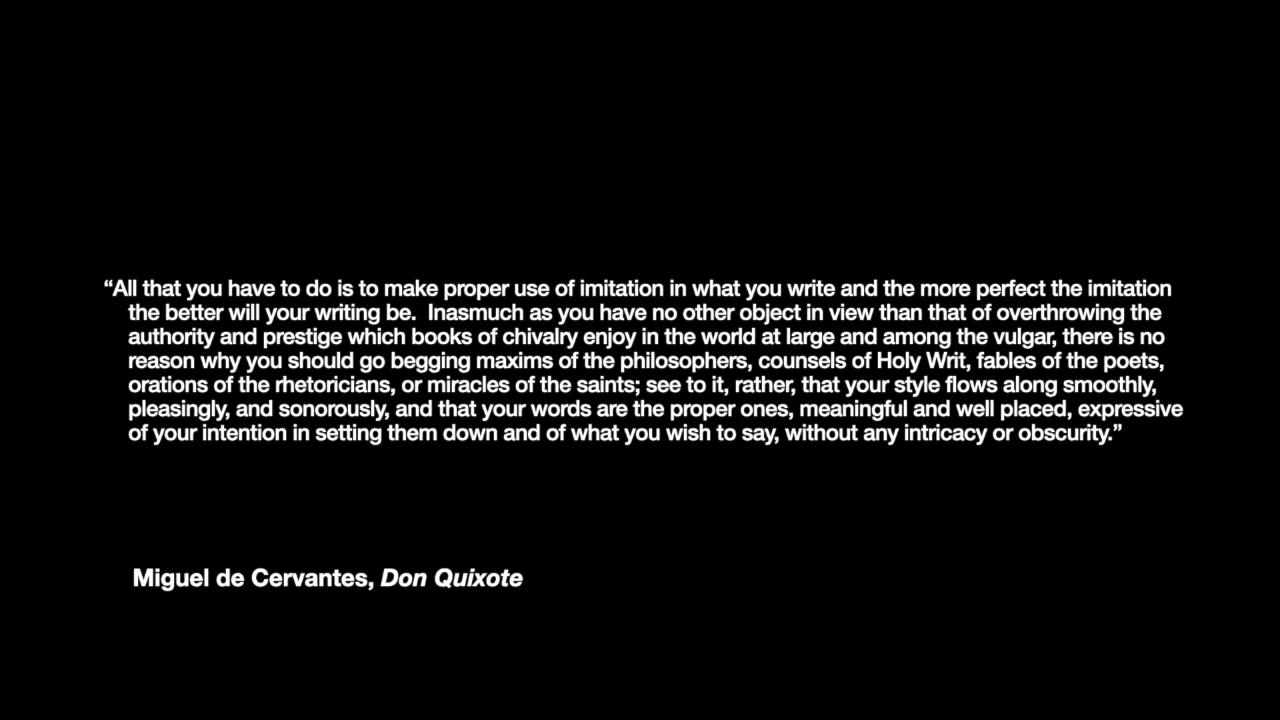 “All that you have to do is to make proper use of imitation in what you write and the more perfect the imitation
the better will your writing be.  Inasmuch as you have no other object in view than that of overthrowing the
authority and prestige which books of chivalry enjoy in the world at large and among the vulgar, there is no
reason why you should go begging maxims of the philosophers, counsels of Holy Writ, fables of the poets,
orations of the rhetoricians, or miracles of the saints; see to it, rather, that your style flows along smoothly,
pleasingly, and sonorously, and that your words are the proper ones, meaningful and well placed, expressive
of your intention in setting them down and of what you wish to say, without any intricacy or obscurity.”
Miguel de Cervantes, Don Quixote